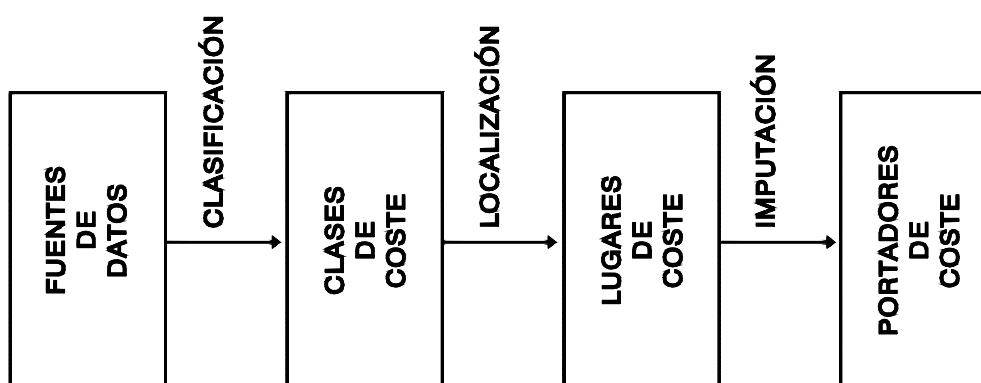 FUENTES
DE
DATOS
CLASIFICACIÓN
CLASES
DE
COSTE
LOCALIZACIÓN
LUGARES
DE
COSTE
IMPUTACIÓN
PORTADORES
DE
COSTE